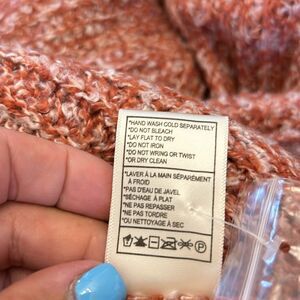 *HAND WASH COLD SEPARATELY
*DO NOT BLEACH
*LAY FLAT TO DRY
*DO NOT IRON
*DO NOT WRING OR TWIST
*OR DRY CLEAN
*LAVER À LA MAIN SÉPARÉMENT
À FROID
*PAS D'EAU DE JAVEL
*SÉCHAGE À PLAT
*NE PAS REPASSER
*NE PAS TORDRE
*OU NETTOYAGE À SEC
P